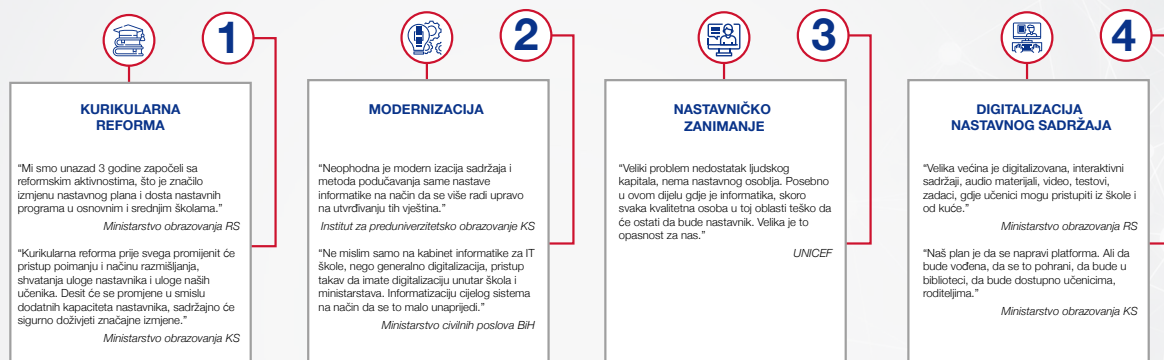 1
KURIKULARNA
REFORMA
“Mi smo unazad 3 godine započeli sa
reformskim aktivnostima, što je značilo
izmjenu nastavnog plana i dosta nastavnih
programa u osnovnim i srednjim školama.”
Ministarstvo obrazovanja RS
“Kurikularna reforma prije svega promijenit će
pristup poimanju i načinu razmišljanja,
shvatanja uloge nastavnika i uloge naših
učenika. Desit će se promjene u smislu
dodatnih kapaciteta nastavnika, sadržajno će
sigurno doživjeti značajne izmjene.”
Ministarstvo obrazovanja KS
2
MODERNIZACIJA
“Neophodna je modern izacija sadržaja i
metoda podučavanja same nastave
informatike na način da se više radi upravo
na utvrđivanju tih vještina.”
Institut za preduniverzitetsko obrazovanje KS
“Ne mislim samo na kabinet informatike za IT
škole, nego generalno digitalizacija, pristup
takav da imate digitalizaciju unutar škola i
ministarstava. Informatizaciju cijelog sistema
na način da se to malo unaprijedi.”
Ministarstvo civilnih poslova BiH
3
NASTAVNIČKO
ZANIMANJE
“Veliki problem nedostatak ljudskog
kapitala, nema nastavnog osoblja. Posebno
u ovom dijelu gdje je informatika, skoro
svaka kvalitetna osoba u toj oblasti teško da
će ostati da bude nastavnik. Velika je to
opasnost za nas.”
UNICEF
4
DIGITALIZACIJA
NASTAVNOG SADRŽAJA
“Velika većina je digitalizovana, interaktivni
sadržaji, audio materijali, video, testovi,
zadaci, gdje učenici mogu pristupiti iz škole i
od kuće.”
Ministarstvo obrazovanja RS
“Naš plan je da se napravi platforma. Ali da
bude vođena, da se to pohrani, da bude u
biblioteci, da bude dostupno učenicima,
roditeljima.”
Ministarstvo obrazovanja KS